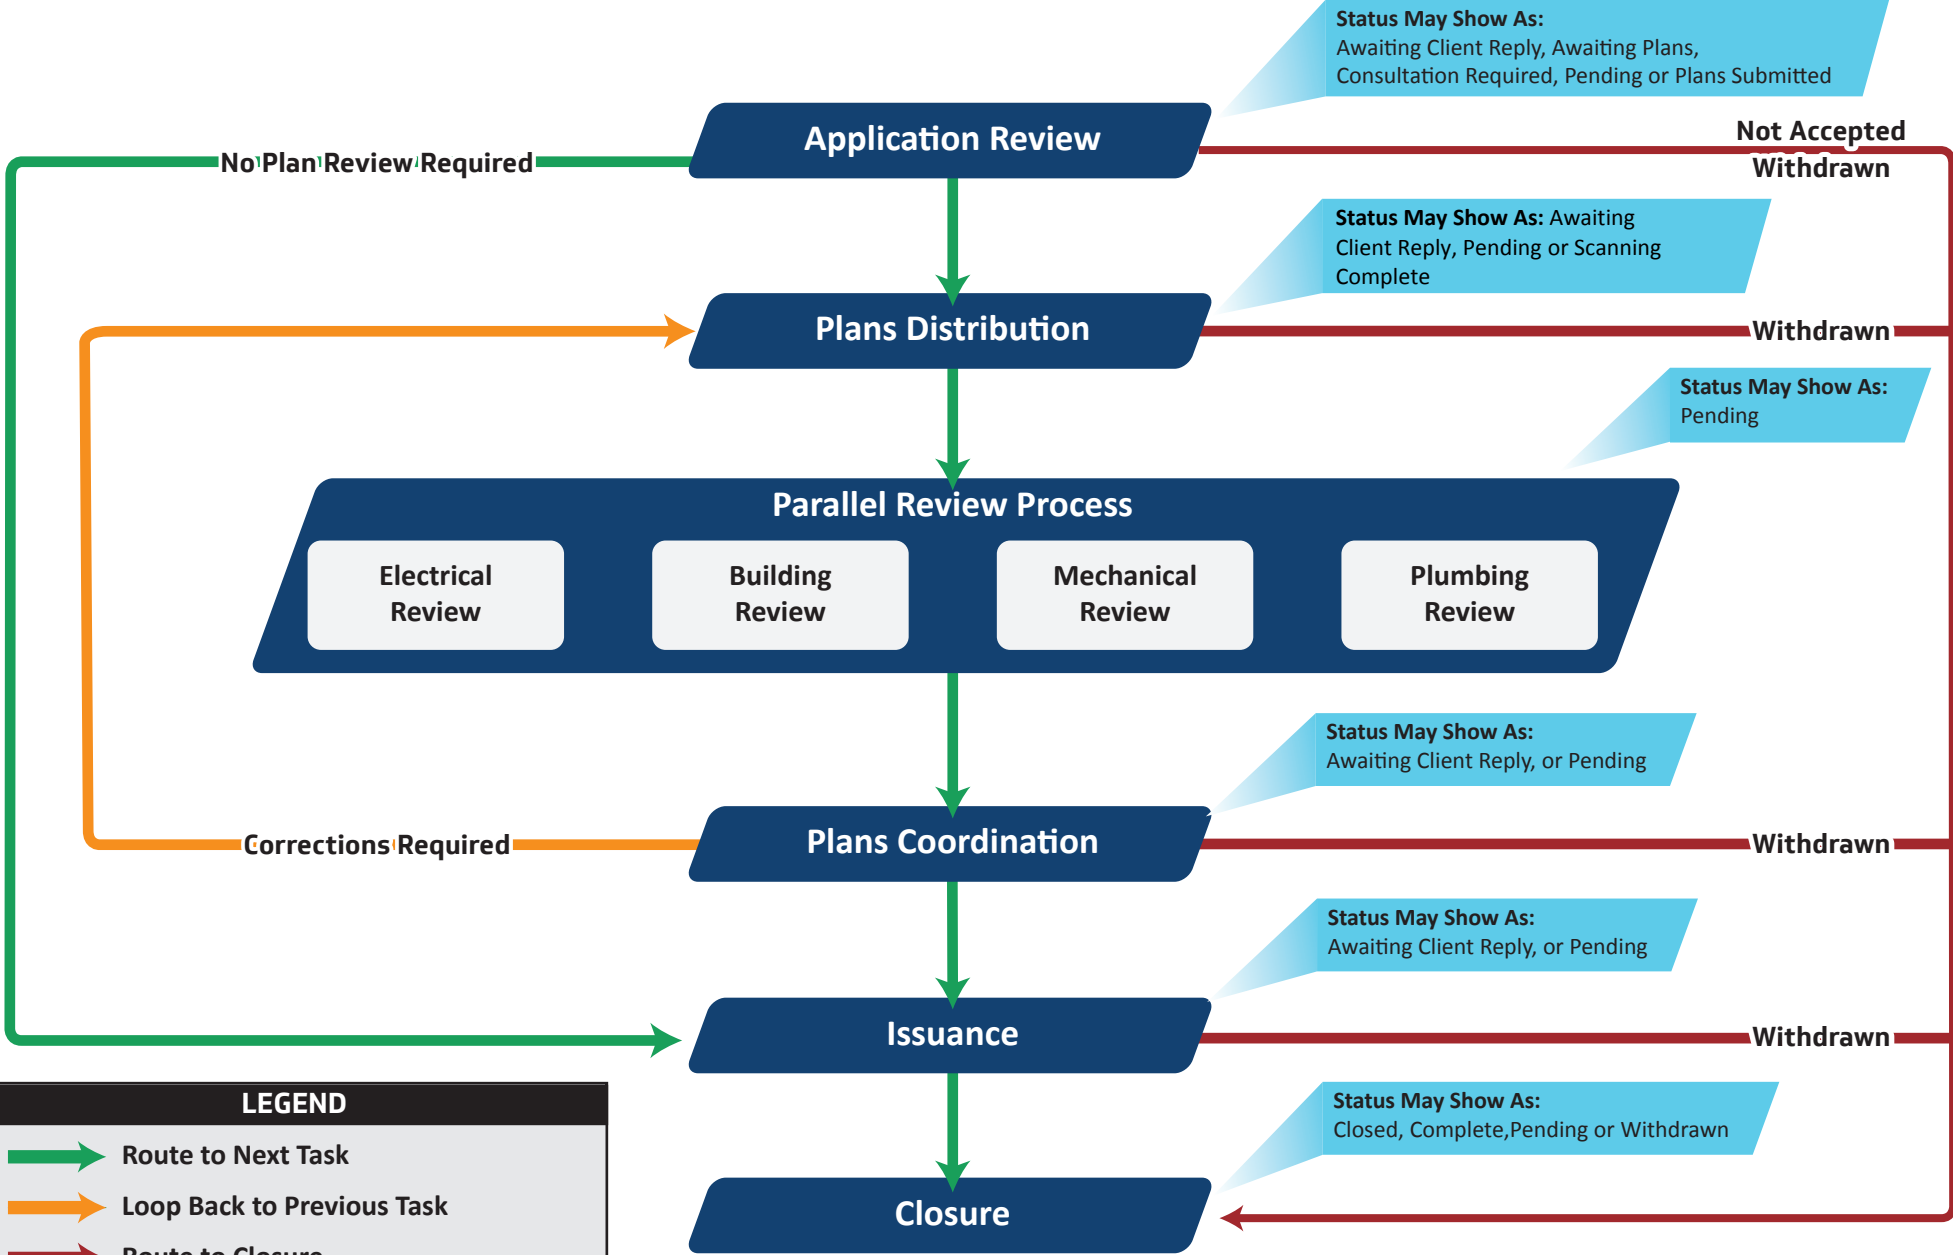 Status May Show As:
Awaiting Client Reply, Awaiting Plans,
Consultation Required, Pending or Plans Submitted
Application Review
No Plan Review Required
Not Accepted
Withdrawn
Status May Show As: Awaiting
Client Reply, Pending or Scanning
Complete
Plans Distribution
Withdrawn
Status May Show As:
Pending
Parallel Review Process
Electrical
Review
Building
Review
Mechanical
Review
Plumbing
Review
Status May Show As:
Awaiting Client Reply, or Pending
Corrections Required
Plans Coordination
Withdrawn
Status May Show As:
Awaiting Client Reply, or Pending
Issuance
Withdrawn
LEGEND
Route to Next Task
Loop Back to Previous Task
Route to Closure
Status May Show As:
Closed, Complete,Pending or Withdrawn
Closure